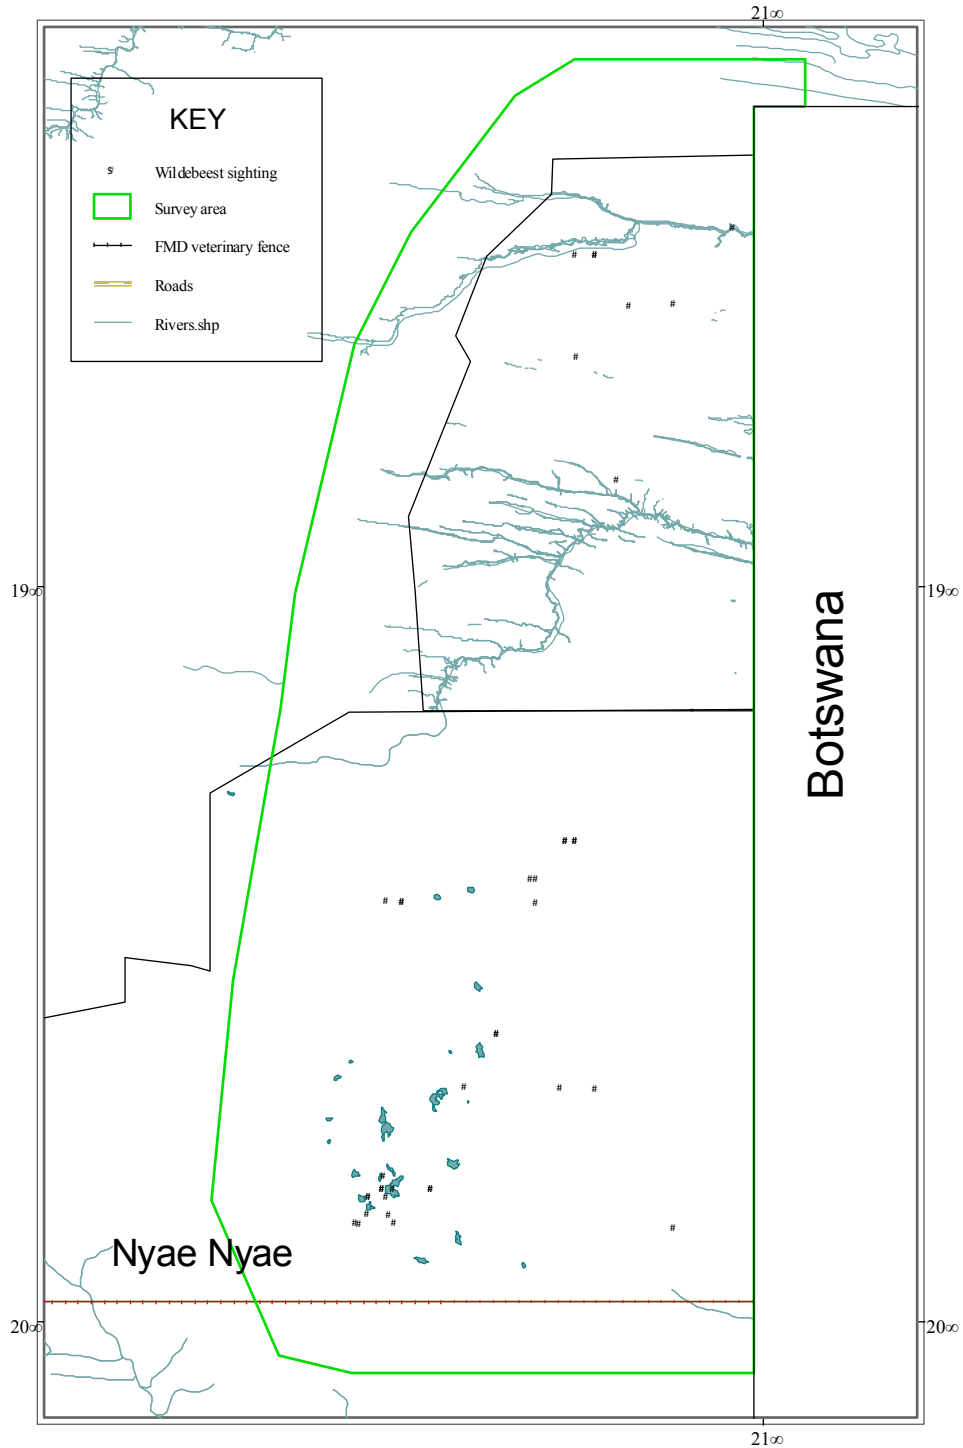 21∞
KEY
Wildebeest sighting
Survey area
FMD veterinary fence
Roads
Rivers.shp
19∞
19∞
Botswana
Nyae Nyae
20∞
20∞
21∞